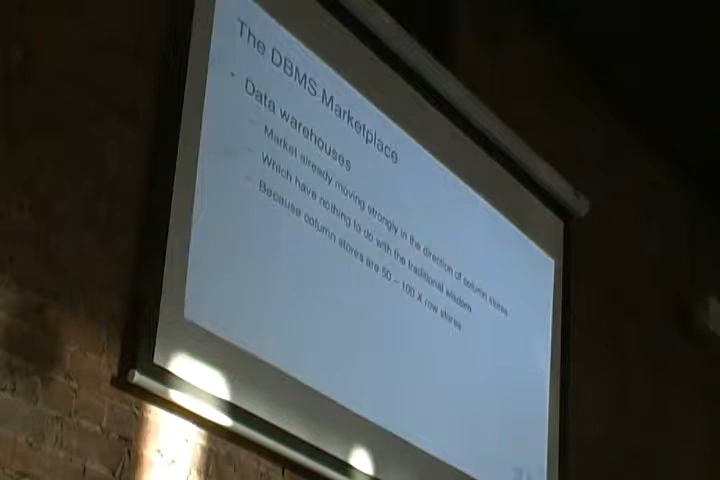 The DBMS Marketplace
• Data warehouses
– Market already moving strongly in the direction of column stores
– Which have nothing to do with the traditional wisdom
– Because column stores are 50 – 100 X row stores